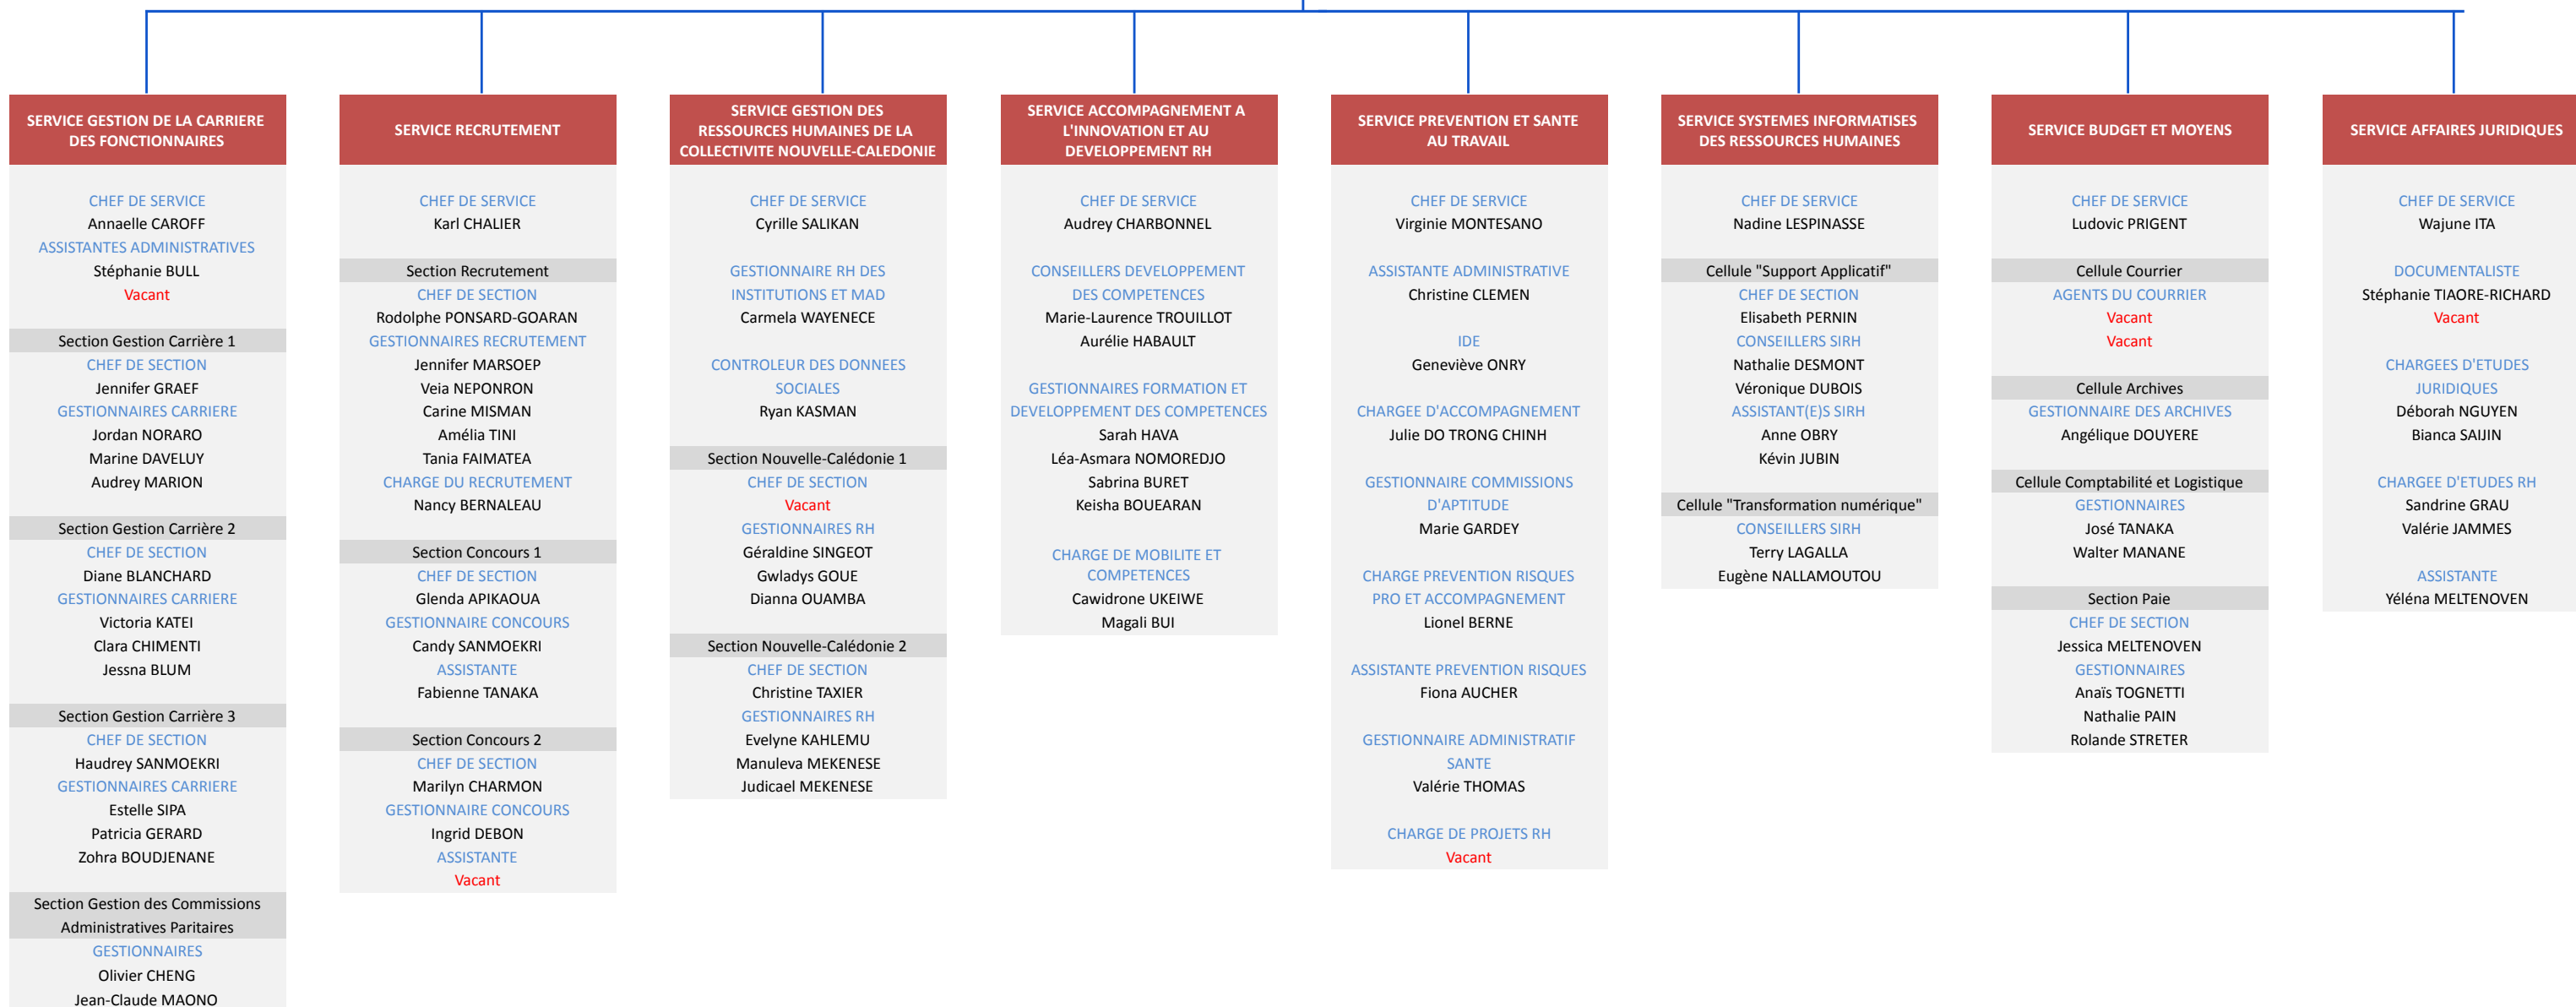 SERVICE GESTION DE LA CARRIERE
DES FONCTIONNAIRES
CHEF DE SERVICE
Annaelle CAROFF
ASSISTANTES ADMINISTRATIVES
Stéphanie BULL
Vacant
Section Gestion Carrière 1
CHEF DE SECTION
Jennifer GRAEF
GESTIONNAIRES CARRIERE
Jordan NORARO
Marine DAVELUY
Audrey MARION
Section Gestion Carrière 2
CHEF DE SECTION
Diane BLANCHARD
GESTIONNAIRES CARRIERE
Victoria KATEI
Clara CHIMENTI
Jessna BLUM
Section Gestion Carrière 3
CHEF DE SECTION
Haudrey SANMOEKRI
GESTIONNAIRES CARRIERE
Estelle SIPA
Patricia GERARD
Zohra BOUDJENANE
Section Gestion des Commissions
Administratives Paritaires
GESTIONNAIRES
Olivier CHENG
Jean-Claude MAONO
SERVICE RECRUTEMENT
CHEF DE SERVICE
Karl CHALIER
Section Recrutement
CHEF DE SECTION
Rodolphe PONSARD-GOARAN
GESTIONNAIRES RECRUTEMENT
Jennifer MARSOEP
Veia NEPONRON
Carine MISMAN
Amélia TINI
Tania FAIMATEA
CHARGE DU RECRUTEMENT
Nancy BERNALEAU
Section Concours 1
CHEF DE SECTION
Glenda APIKAOUA
GESTIONNAIRE CONCOURS
Candy SANMOEKRI
ASSISTANTE
Fabienne TANAKA
Section Concours 2
CHEF DE SECTION
Marilyn CHARMON
GESTIONNAIRE CONCOURS
Ingrid DEBON
ASSISTANTE
Vacant
SERVICE GESTION DES
RESSOURCES HUMAINES DE LA
COLLECTIVITE NOUVELLE-CALEDONIE
CHEF DE SERVICE
Cyrille SALIKAN
GESTIONNAIRE RH DES
INSTITUTIONS ET MAD
Carmela WAYENECE
CONTROLEUR DES DONNEES
SOCIALES
Ryan KASMAN
Section Nouvelle-Calédonie 1
CHEF DE SECTION
Vacant
GESTIONNAIRES RH
Géraldine SINGEOT
Gwladys GOUE
Dianna OUAMBA
Section Nouvelle-Calédonie 2
CHEF DE SECTION
Christine TAXIER
GESTIONNAIRES RH
Evelyne KAHLEMU
Manuleva MEKENESE
Judicael MEKENESE
SERVICE ACCOMPAGNEMENT A
L'INNOVATION ET AU
DEVELOPPEMENT RH
CHEF DE SERVICE
Audrey CHARBONNEL
CONSEILLERS DEVELOPPEMENT
DES COMPETENCES
Marie-Laurence TROUILLOT
Aurélie HABAULT
GESTIONNAIRES FORMATION ET
DEVELOPPEMENT DES COMPETENCES
Sarah HAVA
Léa-Asmara NOMOREDJO
Sabrina BURET
Keisha BOUEARAN
CHARGE DE MOBILITE ET
COMPETENCES
Cawidrone UKEIWE
Magali BUI
SERVICE PREVENTION ET SANTE
AU TRAVAIL
CHEF DE SERVICE
Virginie MONTESANO
ASSISTANTE ADMINISTRATIVE
Christine CLEMEN
IDE
Geneviève ONRY
CHARGEE D'ACCOMPAGNEMENT
Julie DO TRONG CHINH
GESTIONNAIRE COMMISSIONS
D'APTITUDE
Marie GARDEY
CHARGE PREVENTION RISQUES
PRO ET ACCOMPAGNEMENT
Lionel BERNE
ASSISTANTE PREVENTION RISQUES
Fiona AUCHER
GESTIONNAIRE ADMINISTRATIF
SANTE
Valérie THOMAS
CHARGE DE PROJETS RH
Vacant
SERVICE SYSTEMES INFORMATISES
DES RESSOURCES HUMAINES
CHEF DE SERVICE
Nadine LESPINASSE
Cellule "Support Applicatif"
CHEF DE SECTION
Elisabeth PERNIN
CONSEILLERS SIRH
Nathalie DESMONT
Véronique DUBOIS
ASSISTANT(E)S SIRH
Anne OBRY
Kévin JUBIN
Cellule "Transformation numérique"
CONSEILLERS SIRH
Terry LAGALLA
Eugène NALLAMOUTOU
SERVICE BUDGET ET MOYENS
CHEF DE SERVICE
Ludovic PRIGENT
Cellule Courrier
AGENTS DU COURRIER
Vacant
Vacant
Cellule Archives
GESTIONNAIRE DES ARCHIVES
Angélique DOUYERE
Cellule Comptabilité et Logistique
GESTIONNAIRES
José TANAKA
Walter MANANE
Section Paie
CHEF DE SECTION
Jessica MELTENOVEN
GESTIONNAIRES
Anaïs TOGNETTI
Nathalie PAIN
Rolande STRETER
SERVICE AFFAIRES JURIDIQUES
CHEF DE SERVICE
Wajune ITA
DOCUMENTALISTE
Stéphanie TIAORE-RICHARD
Vacant
CHARGEES D'ETUDES
JURIDIQUES
Déborah NGUYEN
Bianca SAIJIN
CHARGEE D'ETUDES RH
Sandrine GRAU
Valérie JAMMES
ASSISTANTE
Yéléna MELTENOVEN